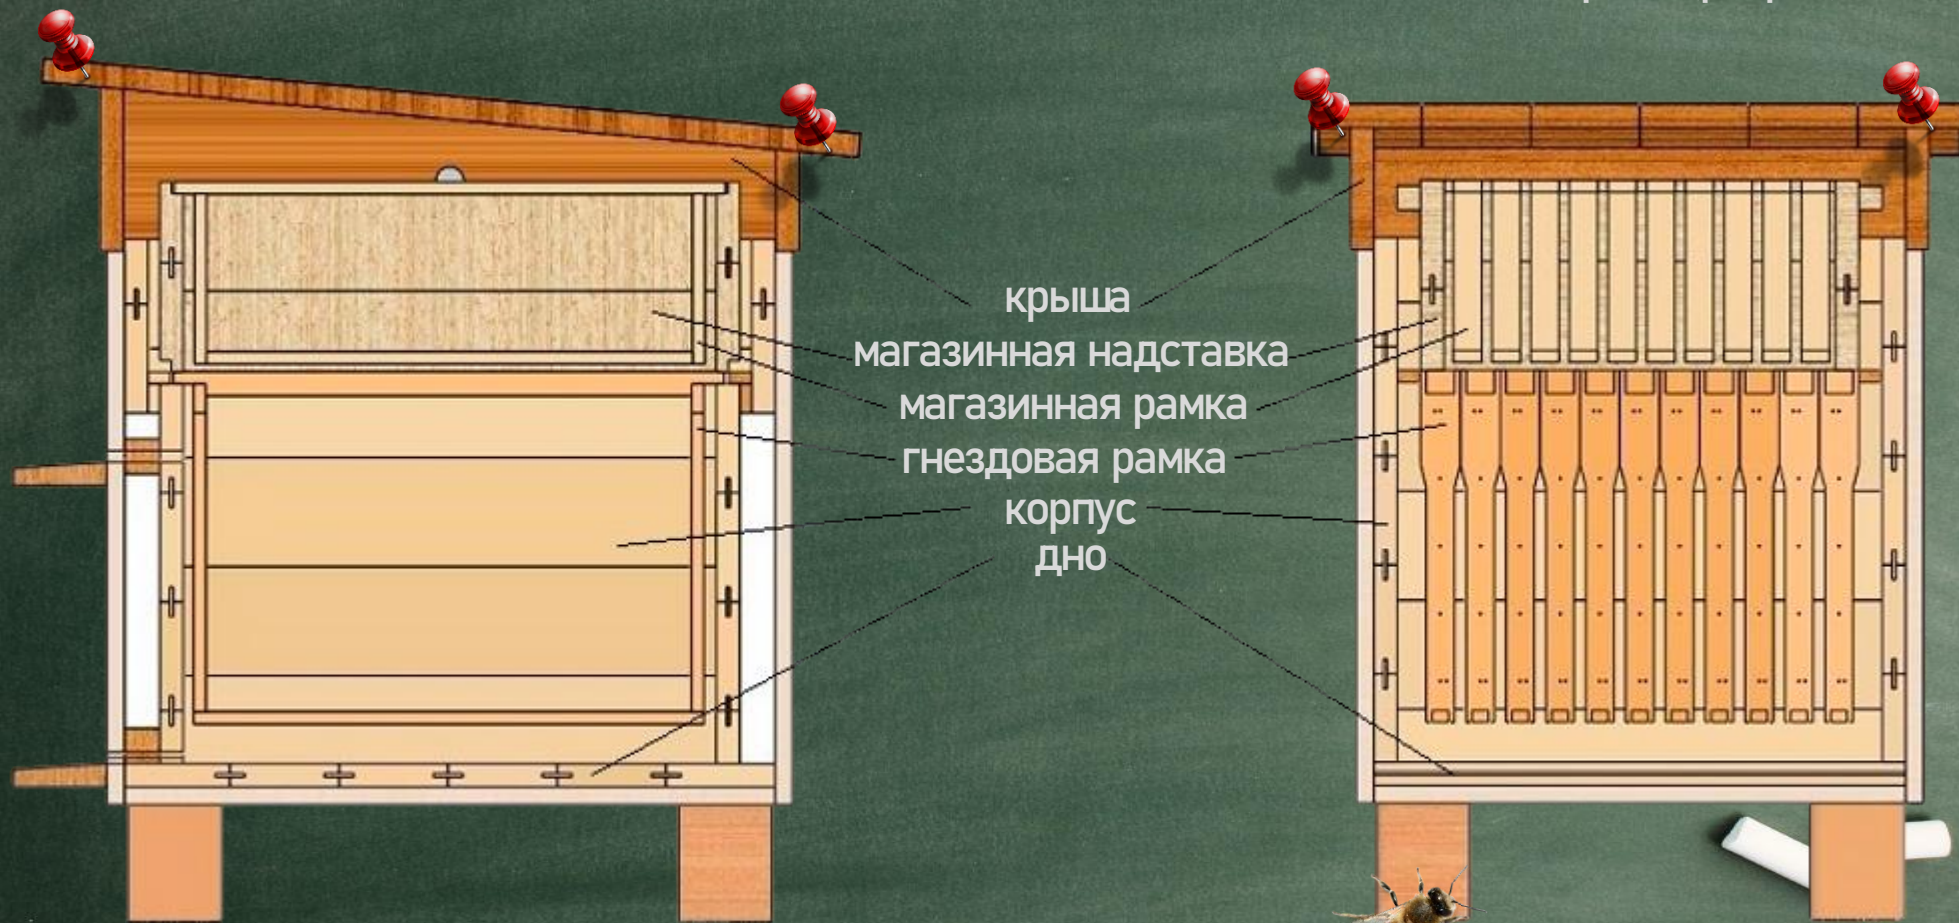 крыша
магазинная надставка
магазинная рамка
гнездовая рамка
корпус
дно